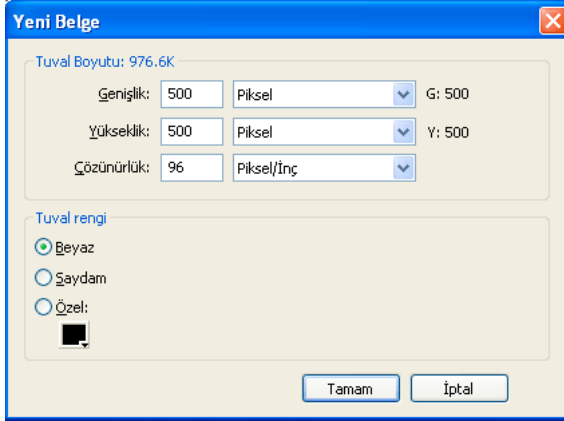 Yeni Belge
Tuval Boyutu: 976.6K
Genişlik: 500 Piksel G: 500
Yükseklik: 500 Piksel Y: 500
Çözünürlük: 96 Piksel/İnç
Tuval rengi
Beyaz
Saydam
Özel:
Tamam İptal